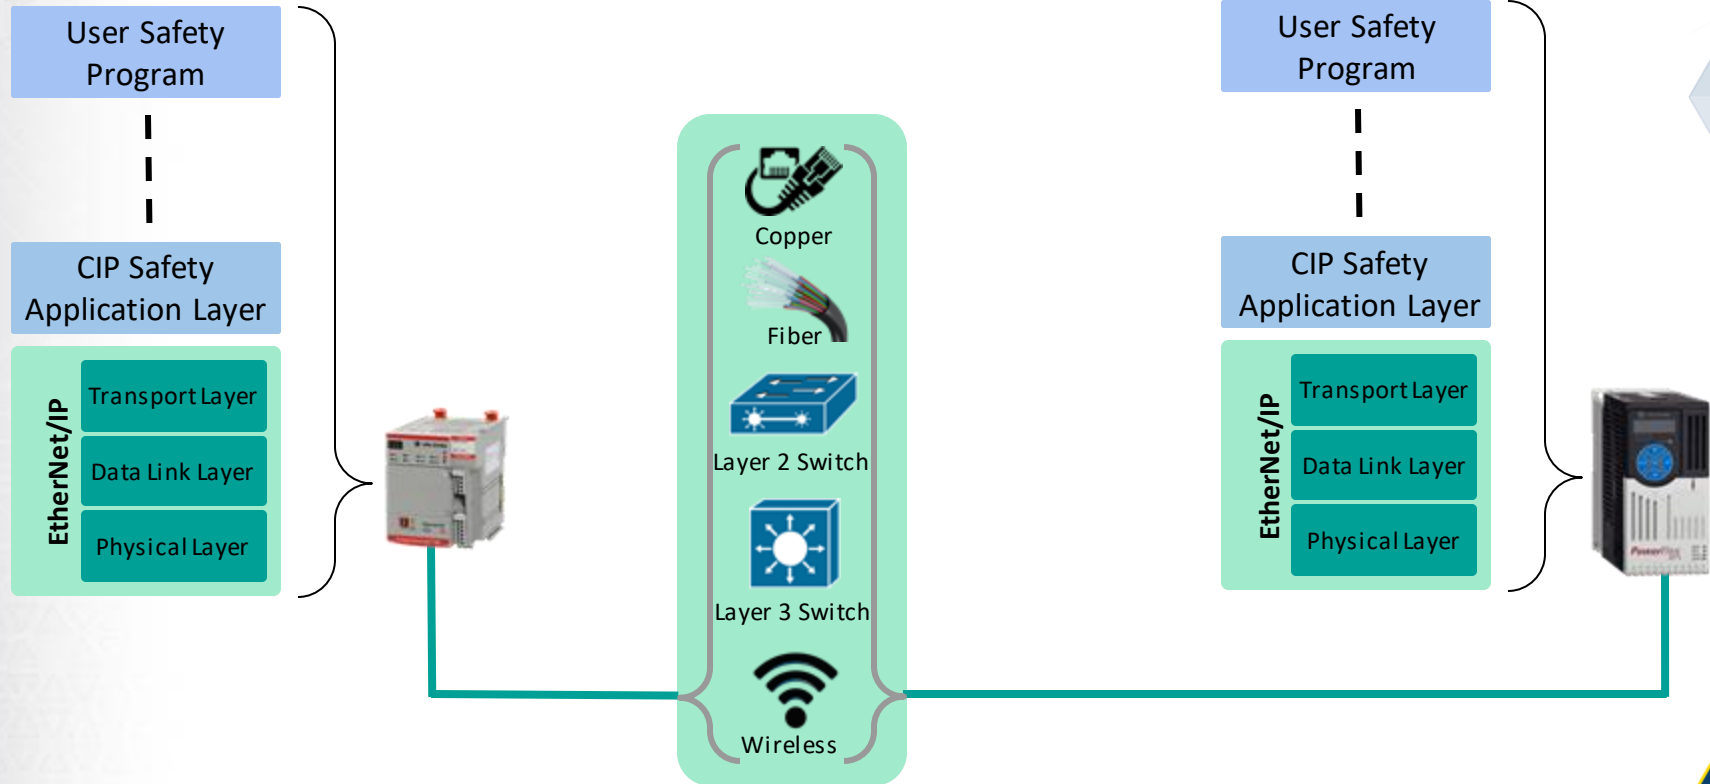 User Safety
Program
CIP Safety
Application Layer
EtherNet/IP
Transport Layer
Data Link Layer
Physical Layer
Copper
Fiber
Layer 2 Switch
Layer 3 Switch
Wireless
User Safety
Program
CIP Safety
Application Layer
EtherNet/IP
Transport Layer
Data Link Layer
Physical Layer
PowerFlex